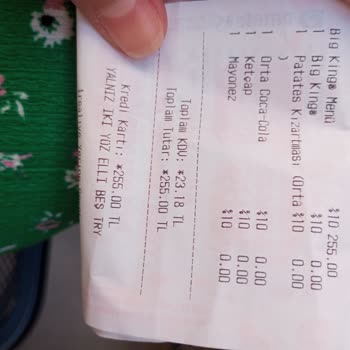 Big King® Menü %10 255.00
1 Big King® %10 0.00
1 Patates Kızartması (Orta %10 0.00
)
1 Orta Coca-Cola %10 0.00
1 Ketçap %10 0.00
1 Mayonez %10 0.00
Toplam KDV: *23.18 TL
Toplam Tutar: *255.00 TL
Kredi Kartı: *255.00 TL
YALNIZ İKİ YÜZ ELLİ BEŞ TRY